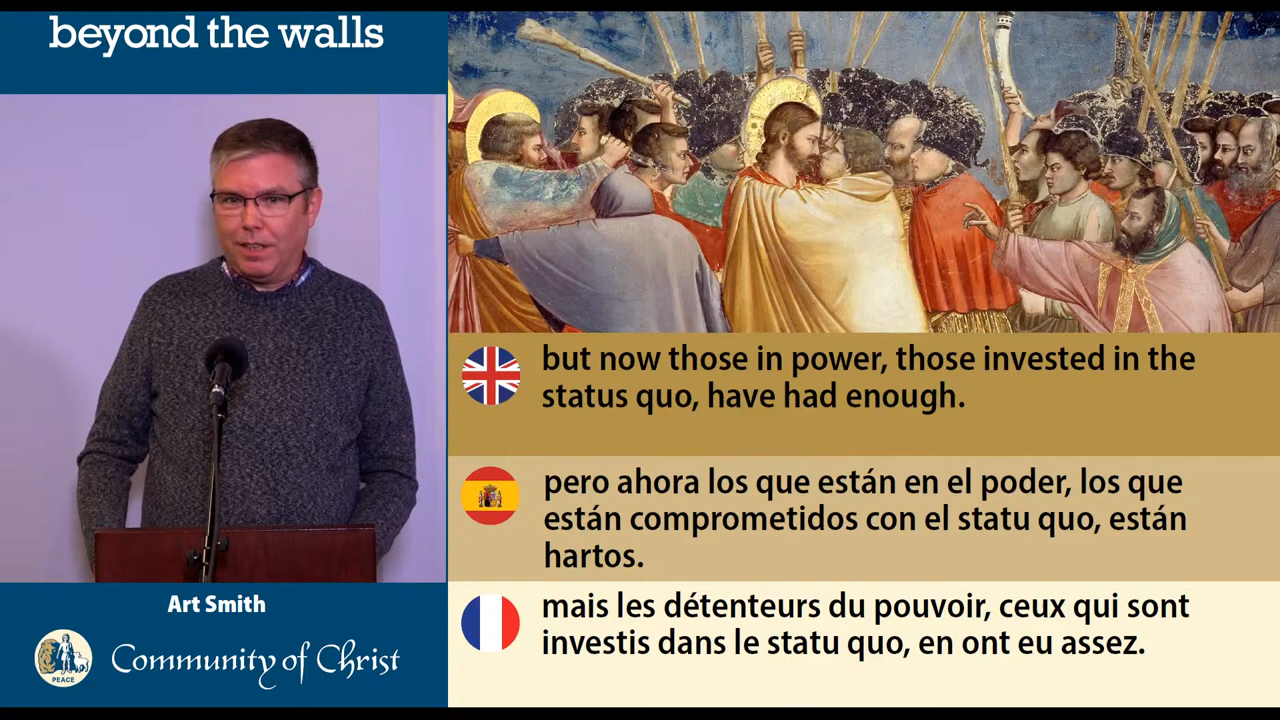 beyond the walls
but now those in power, those invested in the
status quo, have had enough.
pero ahora los que están en el poder, los que
están comprometidos con el statu quo, están
hartos.
mais les détenteurs du pouvoir, ceux qui sont
investis dans le statu quo, en ont eu assez.
Art Smith
PEACE
Community of Christ